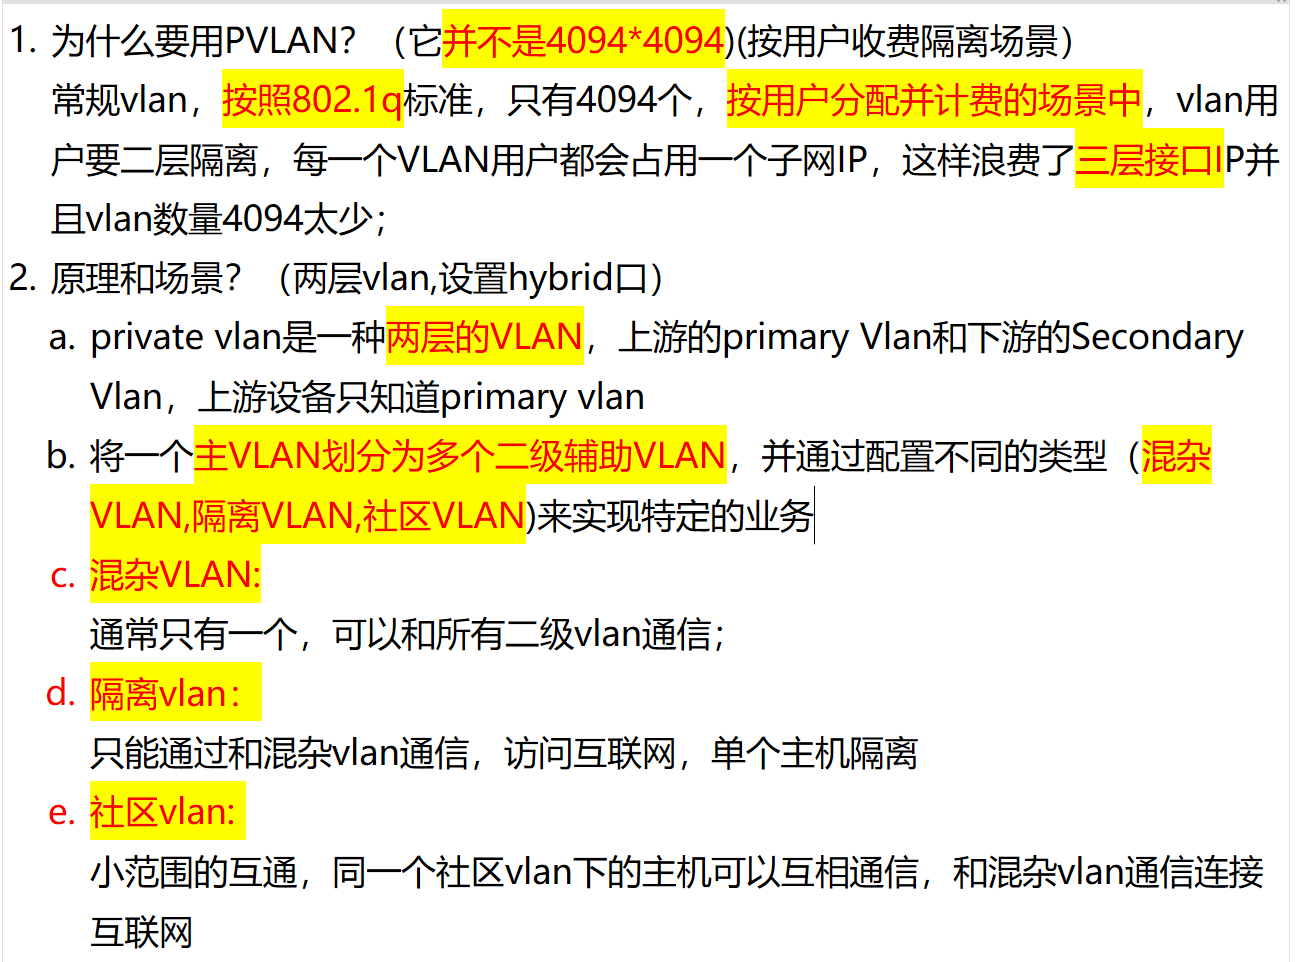 1. 为什么要用PVLAN？（它并不是4094*4094)(按用户收费隔离场景）
常规vlan，按照802.1q标准，只有4094个，按用户分配并计费的场景中，vlan用
户要二层隔离，每一个VLAN用户都会占用一个子网IP，这样浪费了三层接口IP并
且vlan数量4094太少；
2. 原理和场景？（两层vlan,设置hybrid口）
a. private vlan是一种两层的VLAN，上游的primary Vlan和下游的Secondary
Vlan，上游设备只知道primary vlan
b. 将一个主VLAN划分为多个二级辅助VLAN，并通过配置不同的类型（混杂
VLAN,隔离VLAN,社区VLAN)来实现特定的业务
c. 混杂VLAN:
通常只有一个，可以和所有二级vlan通信；
d. 隔离vlan：
只能通过和混杂vlan通信，访问互联网，单个主机隔离
e. 社区vlan:
小范围的互通，同一个社区vlan下的主机可以互相通信，和混杂vlan通信连接
互联网